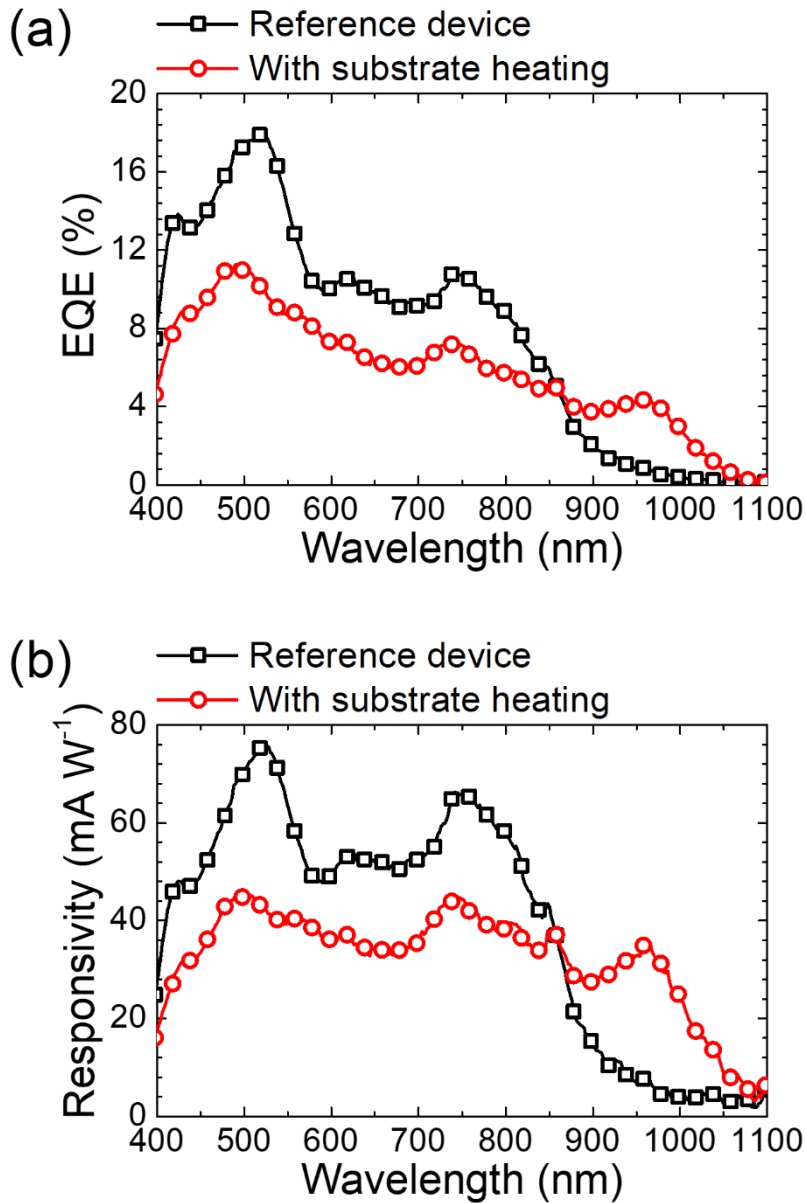 (a)
Reference device
With substrate heating
EQE (%)
20
16
12
8
4
0
400 500 600 700 800 900 1000 1100
Wavelength (nm)
(b)
Reference device
With substrate heating
Responsivity (mA W⁻¹)
80
60
40
20
0
400 500 600 700 800 900 1000 1100
Wavelength (nm)